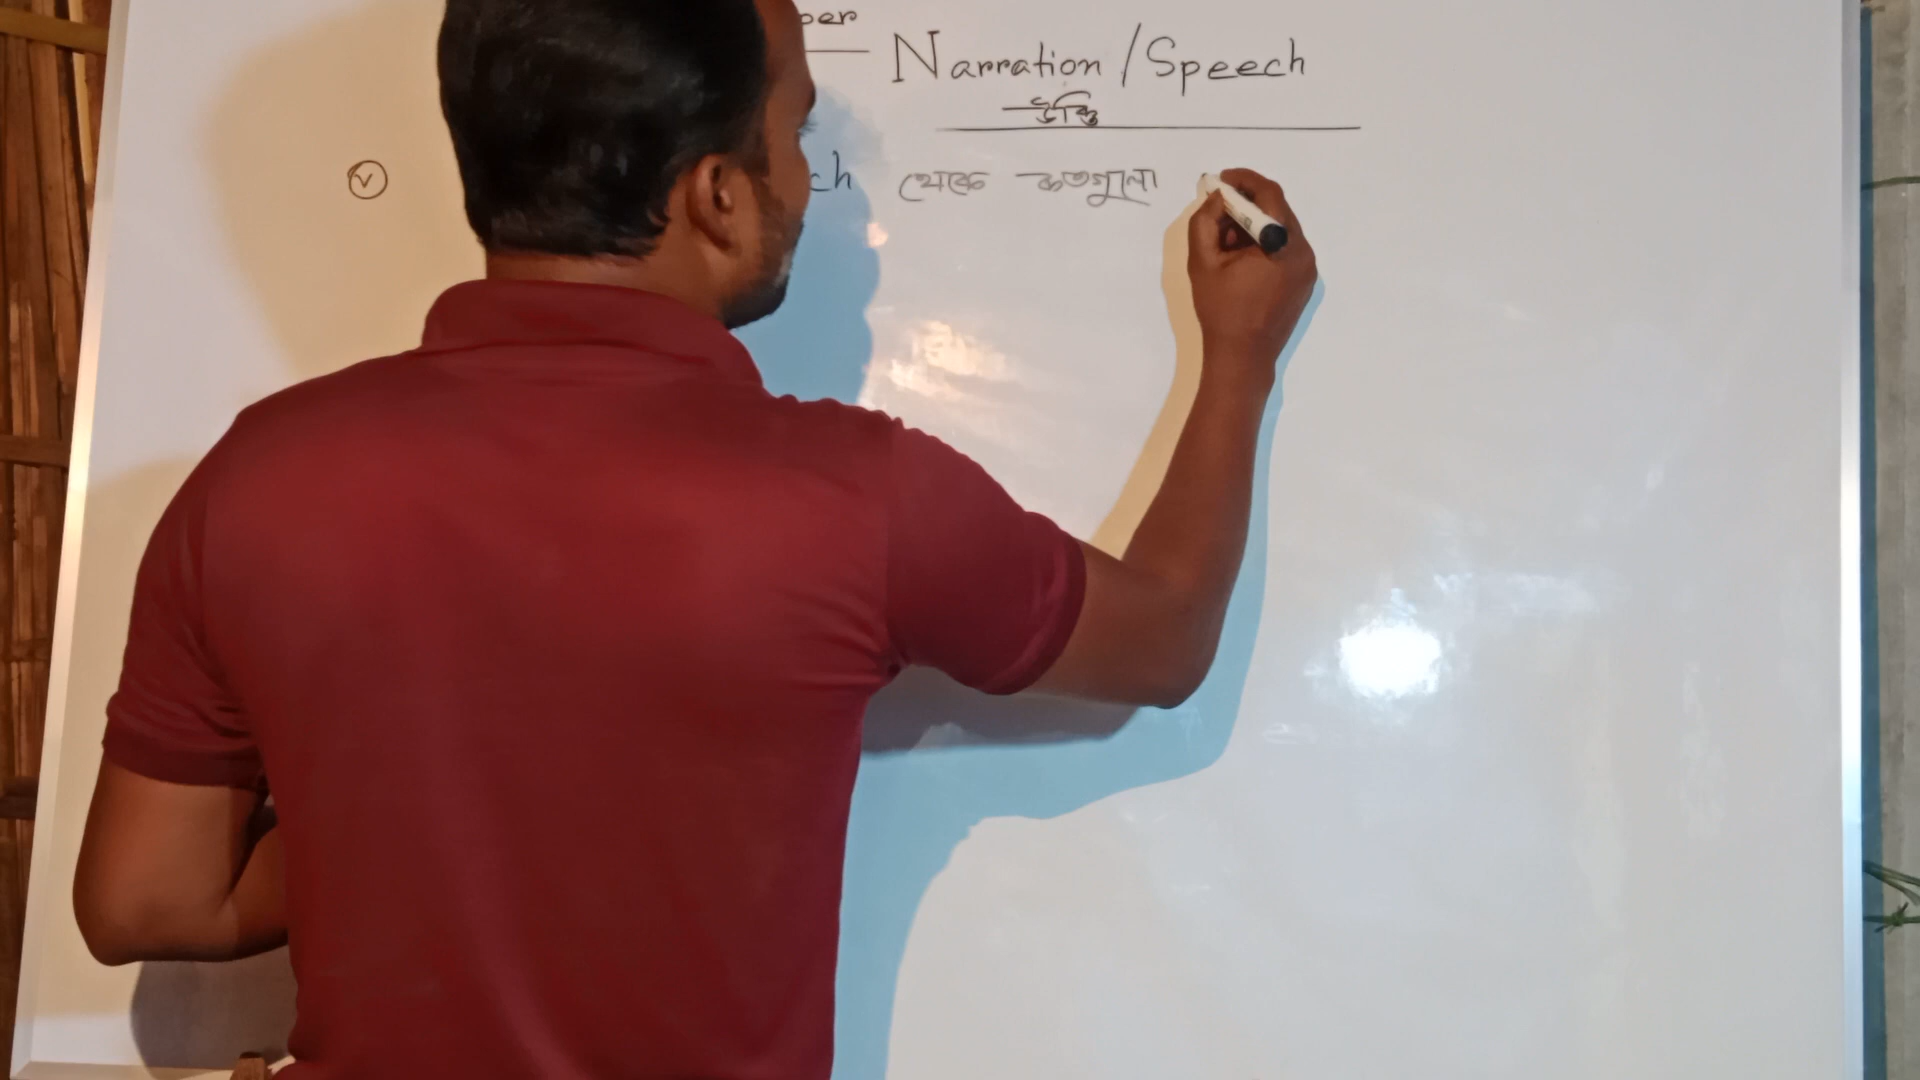 per
Narration / Speech
উক্তি
ch থেকে কতগুলো